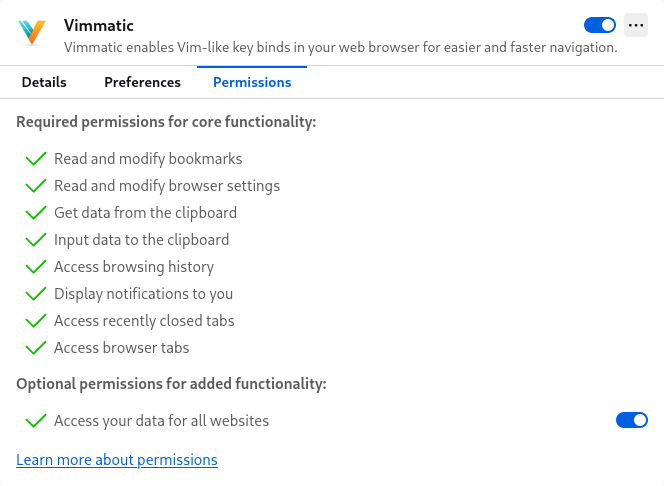 Vimmatic
Vimmatic enables Vim-like key binds in your web browser for easier and faster navigation.
Details Preferences Permissions
Required permissions for core functionality:
Read and modify bookmarks
Read and modify browser settings
Get data from the clipboard
Input data to the clipboard
Access browsing history
Display notifications to you
Access recently closed tabs
Access browser tabs
Optional permissions for added functionality:
Access your data for all websites
Learn more about permissions